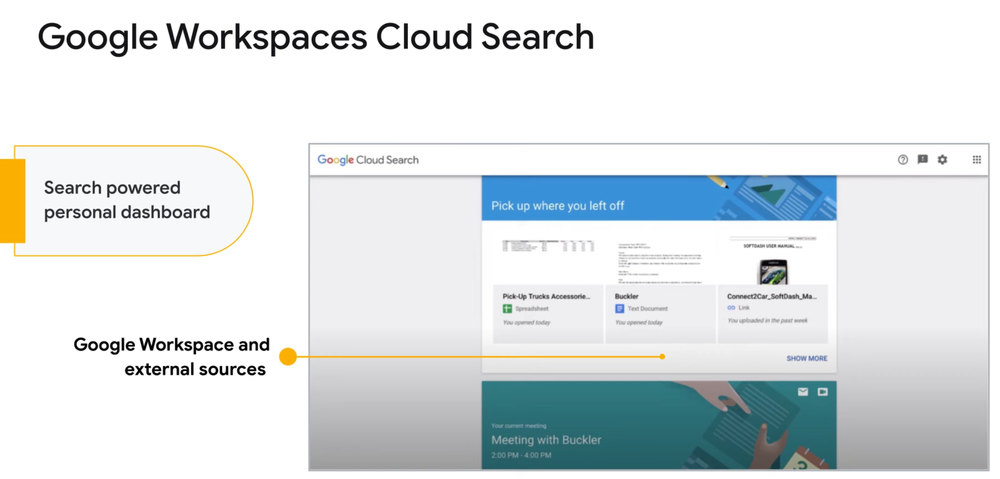 Google Workspaces Cloud Search
Search powered
personal dashboard
Google Workspace and
external sources
Google Cloud Search
Pick up where you left off
SOFTDASH USER MANUAL
NOKIA
Pick-Up Trucks Accessorie...
Spreadsheet
You opened today
Buckler
Text Document
You opened today
Connect2Car_SoftDash_Ma...
Link
You uploaded in the past week
SHOW MORE
Your current meeting
Meeting with Buckler
2:00 PM - 4:00 PM